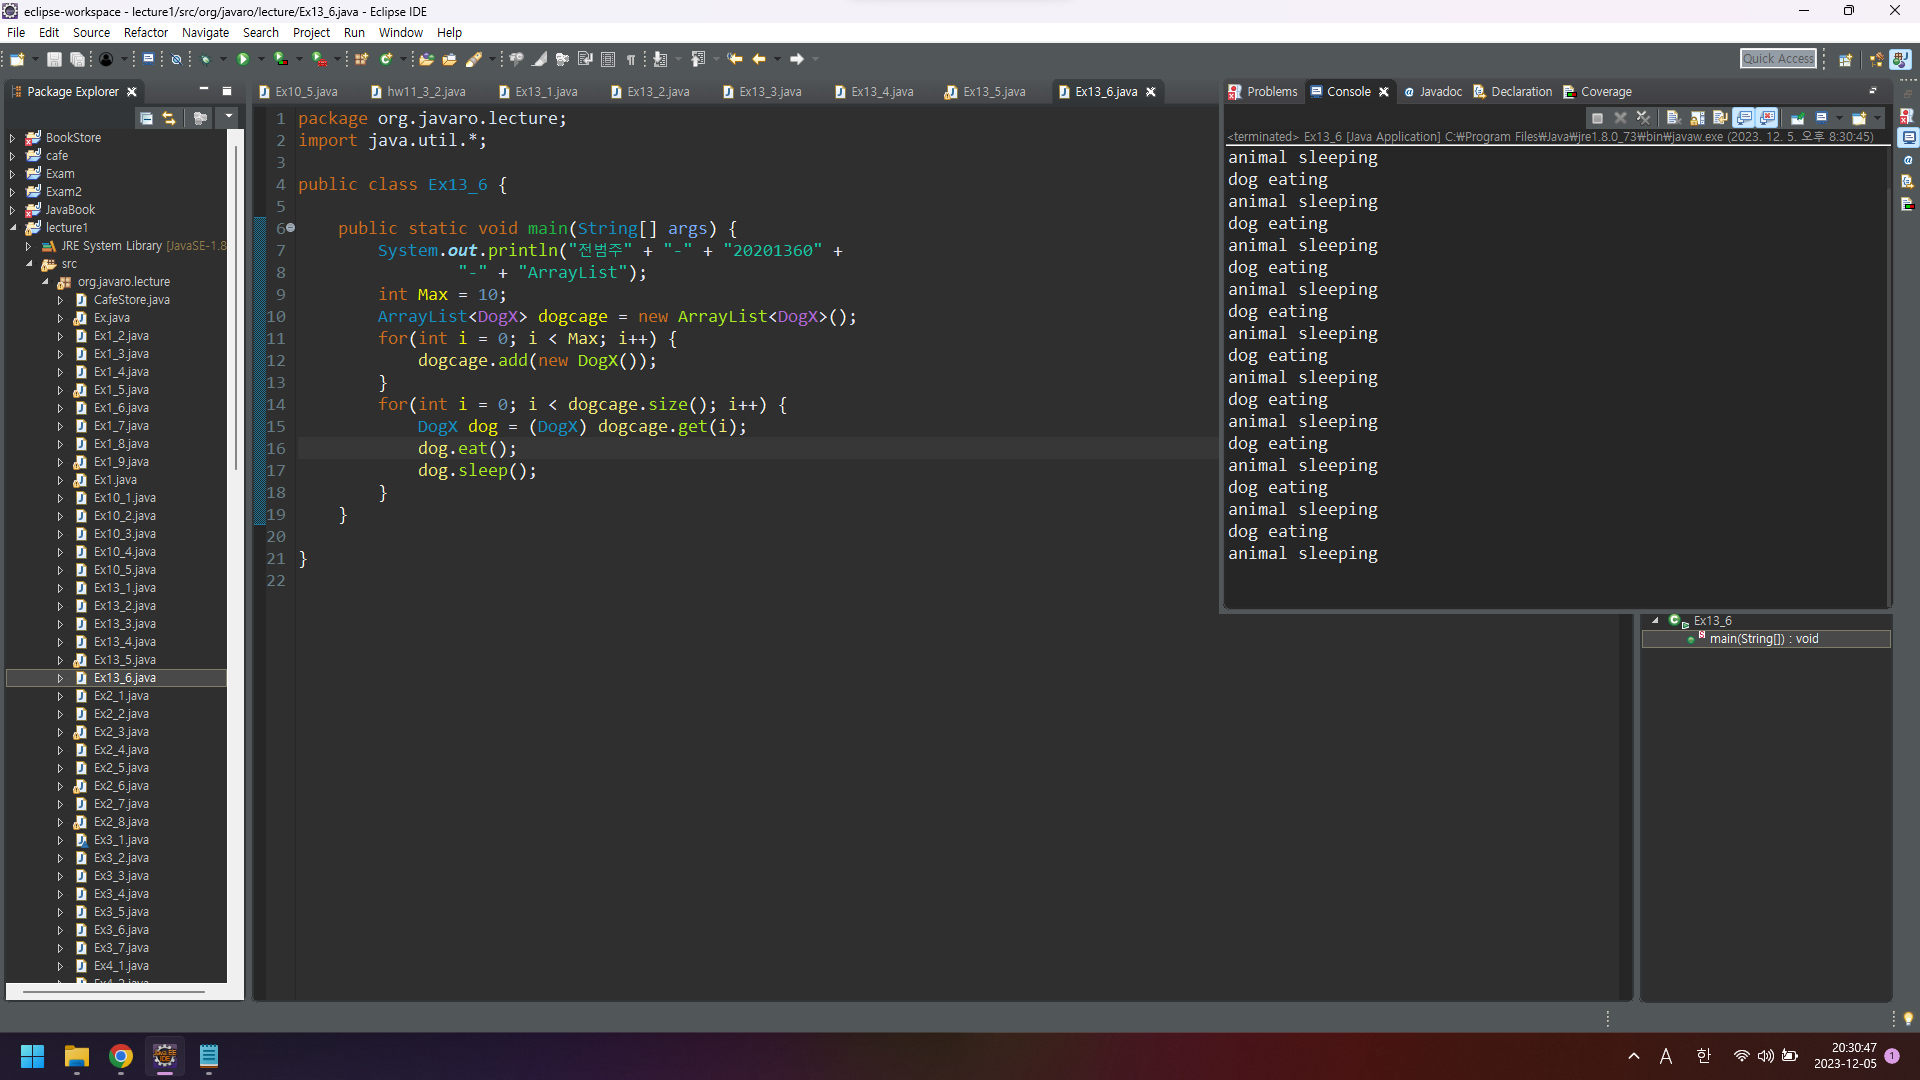 eclipse-workspace - lecture1/src/org/javaro/lecture/Ex13_6.java - Eclipse IDE
File Edit Source Refactor Navigate Search Project Run Window Help
Quick Access
Package Explorer
BookStore
cafe
Exam
Exam2
JavaBook
lecture1
JRE System Library [JavaSE-1.8
src
org.javaro.lecture
CafeStore.java
Ex.java
Ex1_2.java
Ex1_3.java
Ex1_4.java
Ex1_5.java
Ex1_6.java
Ex1_7.java
Ex1_8.java
Ex1_9.java
Ex1.java
Ex10_1.java
Ex10_2.java
Ex10_3.java
Ex10_4.java
Ex10_5.java
Ex13_1.java
Ex13_2.java
Ex13_3.java
Ex13_4.java
Ex13_5.java
Ex13_6.java
Ex2_1.java
Ex2_2.java
Ex2_3.java
Ex2_4.java
Ex2_5.java
Ex2_6.java
Ex2_7.java
Ex2_8.java
Ex3_1.java
Ex3_2.java
Ex3_3.java
Ex3_4.java
Ex3_5.java
Ex3_6.java
Ex3_7.java
Ex4_1.java
Ex10_5.java hw11_3_2.java Ex13_1.java Ex13_2.java Ex13_3.java Ex13_4.java Ex13_5.java Ex13_6.java
1 package org.javaro.lecture;
2 import java.util.*;
3
4 public class Ex13_6 {
5
6 public static void main(String[] args) {
7 System.out.println("전범주" + "-" + "20201360" +
8 "-" + "ArrayList");
9 int Max = 10;
10 ArrayList<DogX> dogcage = new ArrayList<DogX>();
11 for(int i = 0; i < Max; i++) {
12 dogcage.add(new DogX());
13 }
14 for(int i = 0; i < dogcage.size(); i++) {
15 DogX dog = (DogX) dogcage.get(i);
16 dog.eat();
17 dog.sleep();
18 }
19 }
20
21 }
22
Problems Console Javadoc Declaration Coverage
<terminated> Ex13_6 [Java Application] C:₩Program Files₩Java₩jre1.8.0_73₩bin₩javaw.exe (2023. 12. 5. 오후 8:30:45)
animal sleeping
dog eating
animal sleeping
dog eating
animal sleeping
dog eating
animal sleeping
dog eating
animal sleeping
dog eating
animal sleeping
dog eating
animal sleeping
dog eating
animal sleeping
dog eating
animal sleeping
dog eating
animal sleeping
Ex13_6
main(String[]) : void
A 한
20:30:47
2023-12-05
1